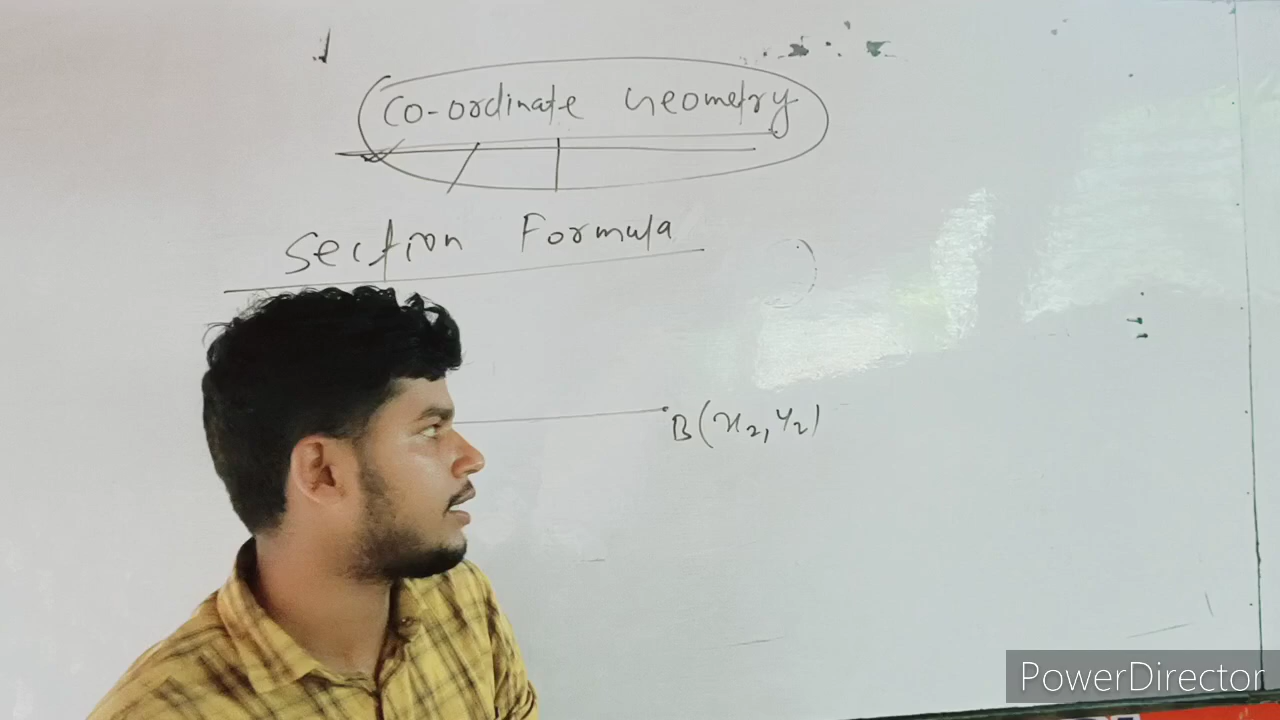 Co-ordinate Geometry
Section Formula
B(x₂, y₂)
PowerDirector